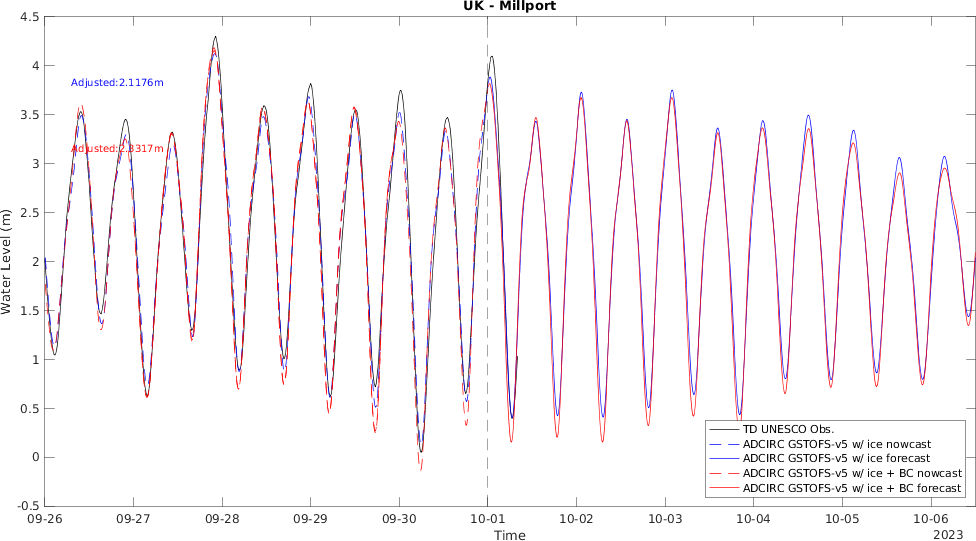 UK - Millport
4.5
4
3.5
3
2.5
2
1.5
1
0.5
0
-0.5
Water Level (m)
Adjusted:2.1176m
Adjusted:2.3317m
TD UNESCO Obs.
ADCIRC GSTOFS-v5 w/ ice nowcast
ADCIRC GSTOFS-v5 w/ ice forecast
ADCIRC GSTOFS-v5 w/ ice + BC nowcast
ADCIRC GSTOFS-v5 w/ ice + BC forecast
09-26 09-27 09-28 09-29 09-30 10-01 10-02 10-03 10-04 10-05 10-06
Time
2023